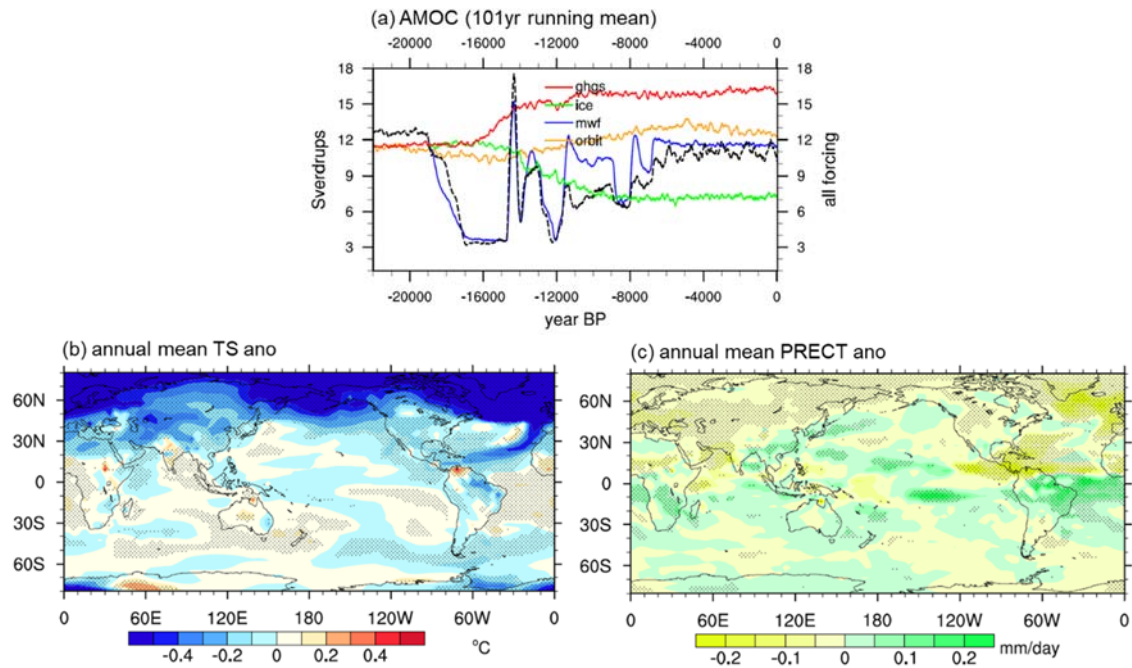 (a) AMOC (101yr running mean)
-20000 -16000 -12000 -8000 -4000 0
18 18
15 15
12 12
9 9
6 6
3 3
Sverdrups
all forcing
ghgs
ice
mwf
orbit
-20000 -16000 -12000 -8000 -4000 0
year BP
(b) annual mean TS ano
60N
30N
0
30S
60S
0 60E 120E 180 120W 60W 0
-0.4 -0.2 0 0.2 0.4
°C
(c) annual mean PRECT ano
60N
30N
0
30S
60S
0 60E 120E 180 120W 60W 0
-0.2 -0.1 0 0.1 0.2
mm/day